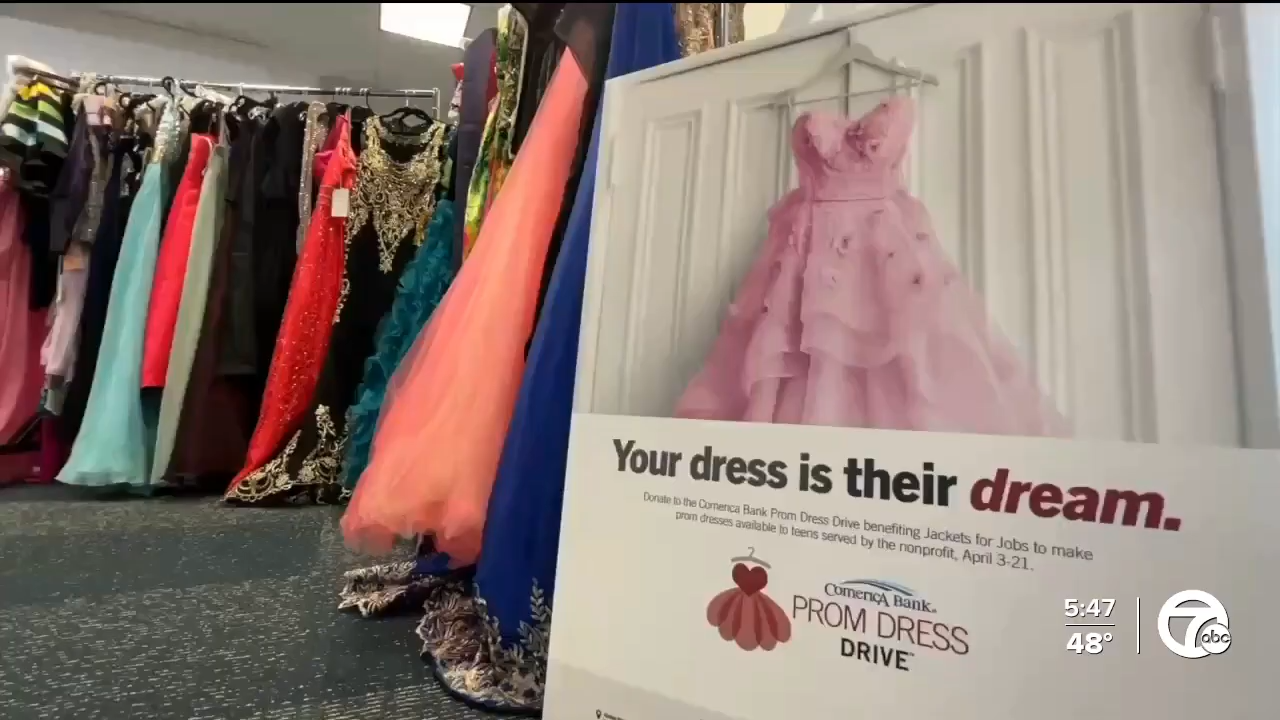 Your dress is their dream.
Donate to the Comerica Bank Prom Dress Drive benefiting Jackets for Jobs to make
prom dresses available to teens served by the nonprofit, April 3-21.
ComericA Bank®
PROM DRESS
DRIVE™
5:47
48°
7 abc